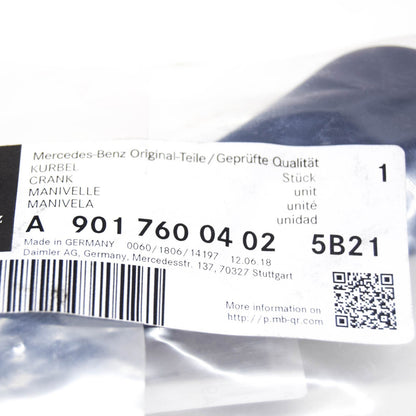 Mercedes-Benz Original-Teile/Geprüfte Qualität
KURBEL
CRANK
MANIVELLE
MANIVELA
Stück
unit
unité
unidad
1
A 901 760 04 02 5B21
Made in GERMANY 0060/1806/14197 12.06.18
Daimler AG, Germany, Mercedesstr. 137, 70327 Stuttgart
More information on
http://p.mb-qr.com